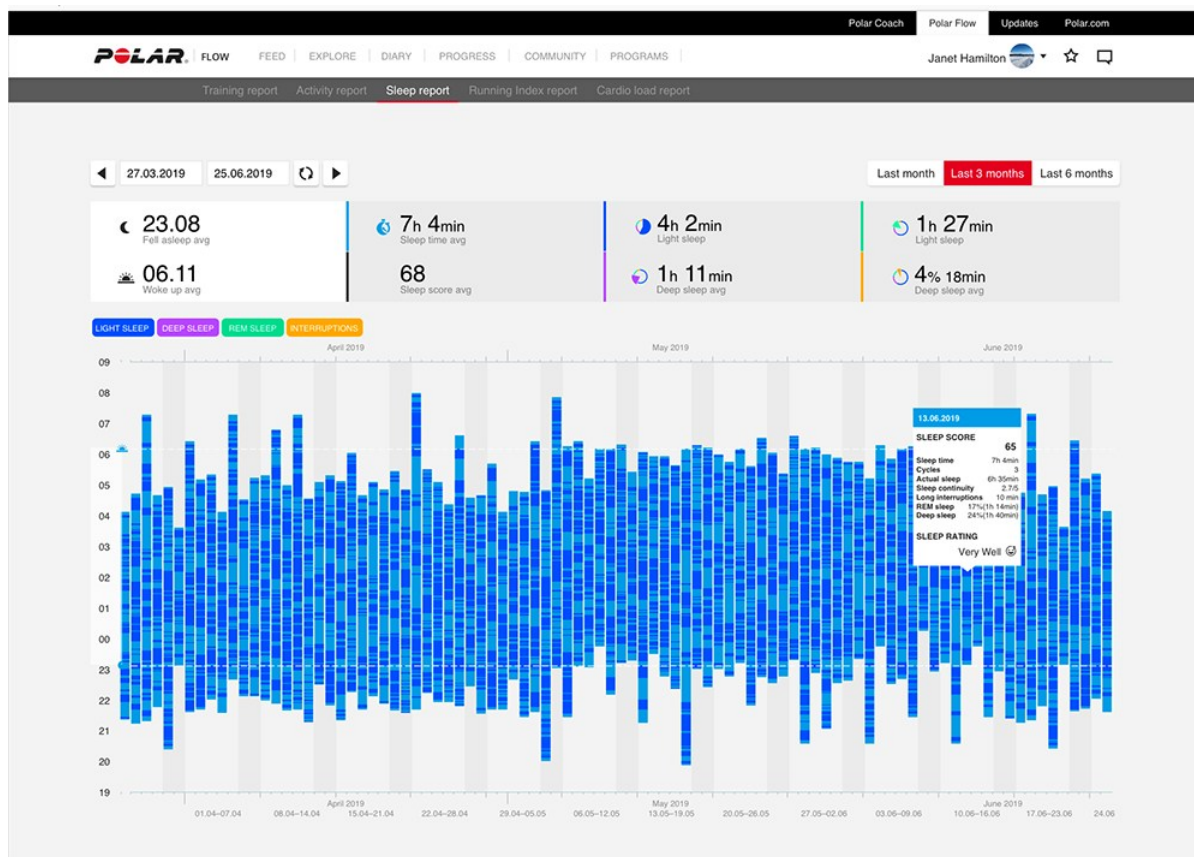 Polar Coach Polar Flow Updates Polar.com
POLAR. FLOW FEED EXPLORE DIARY PROGRESS COMMUNITY PROGRAMS Janet Hamilton
Training report Activity report Sleep report Running Index report Cardio load report
27.03.2019 25.06.2019 Last month Last 3 months Last 6 months
23.08
Fell asleep avg
06.11
Woke up avg
7h 4min
Sleep time avg
68
Sleep score avg
4h 2min
Light sleep
1h 11min
Deep sleep avg
1h 27min
Light sleep
4% 18min
Deep sleep avg
LIGHT SLEEP DEEP SLEEP REM SLEEP INTERRUPTIONS
April 2019 May 2019 June 2019
09
08
07
06
05
04
03
02
01
00
23
22
21
20
19
13.06.2019
SLEEP SCORE
65
Sleep time 7h 4min
Cycles 3
Actual sleep 6h 35min
Sleep continuity 2.7/5
Long interruptions 10 min
REM sleep 17%(1h 14min)
Deep sleep 24%(1h 40min)
SLEEP RATING
Very Well
April 2019 May 2019 June 2019
01.04–07.04 08.04–14.04 15.04–21.04 22.04–28.04 29.04–05.05 06.05–12.05 13.05–19.05 20.05–26.05 27.05–02.06 03.06–09.06 10.06–16.06 17.06–23.06 24.06